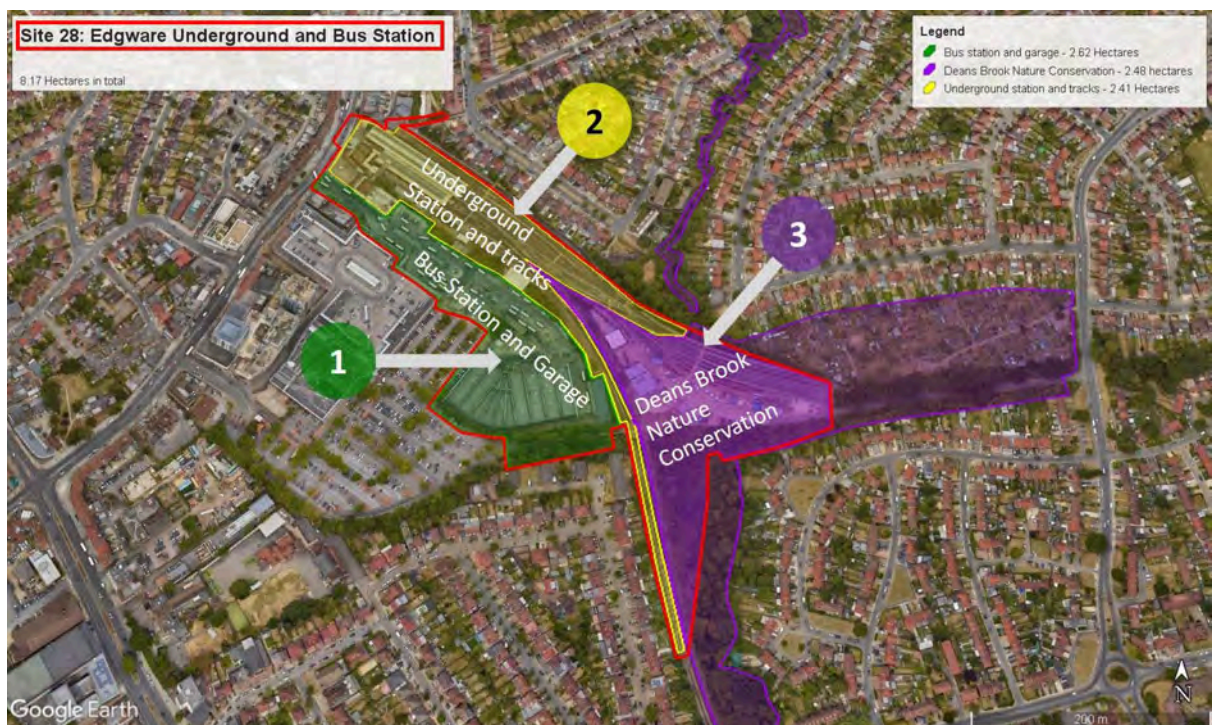 Site 28: Edgware Underground and Bus Station
8.17 Hectares in total
Legend
Bus station and garage - 2.62 Hectares
Deans Brook Nature Conservation - 2.48 hectares
Underground station and tracks - 2.41 Hectares
2
Underground
Station and tracks
3
Bus Station and Garage
1
Deans Brook
Nature
Conservation
Google Earth
N
200 m